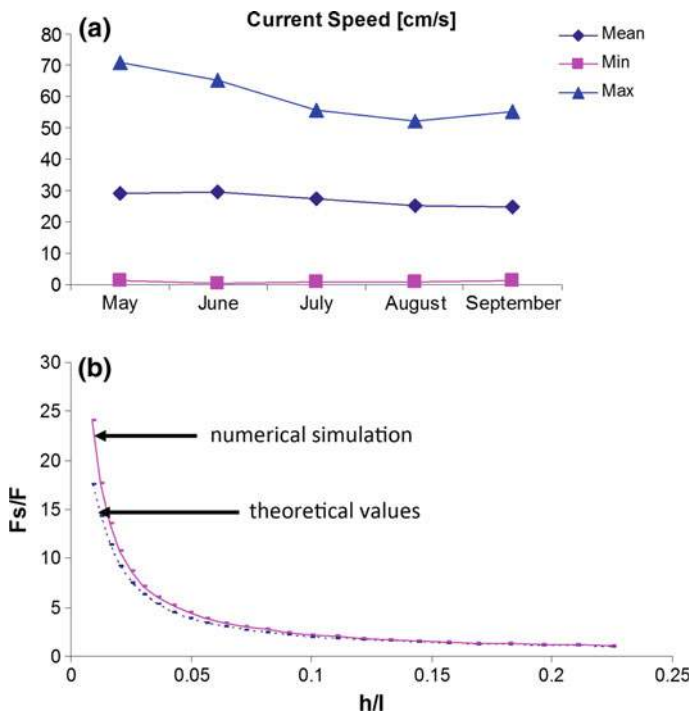 (a)
Current Speed [cm/s]
Mean
Min
Max
80
70
60
50
40
30
20
10
0
May June July August September
(b)
30
25
20
15
10
5
0
Fs/F
numerical simulation
theoretical values
0 0.05 0.1 0.15 0.2 0.25
h/l